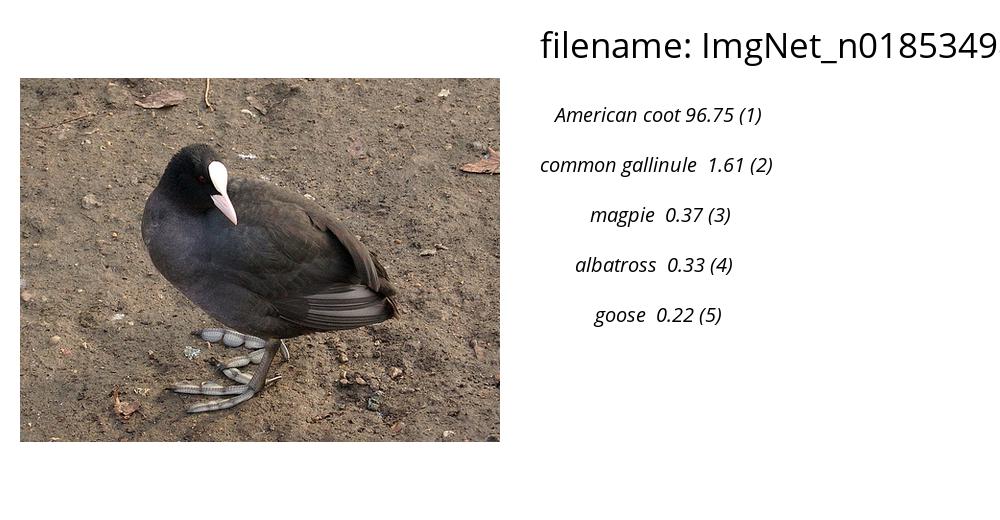 filename: ImgNet_n0185349
American coot 96.75 (1)
common gallinule 1.61 (2)
magpie 0.37 (3)
albatross 0.33 (4)
goose 0.22 (5)